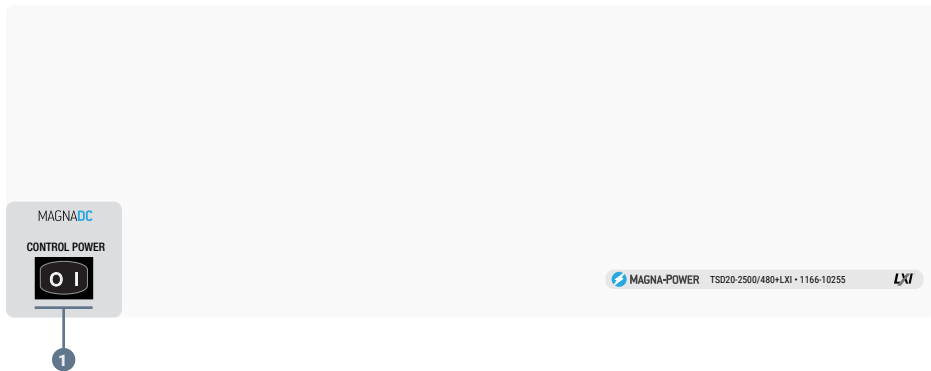 MAGNADC
CONTROL POWER
O I
MAGNA-POWER TSD20-2500/480+LXI • 1166-10255 LXI
1